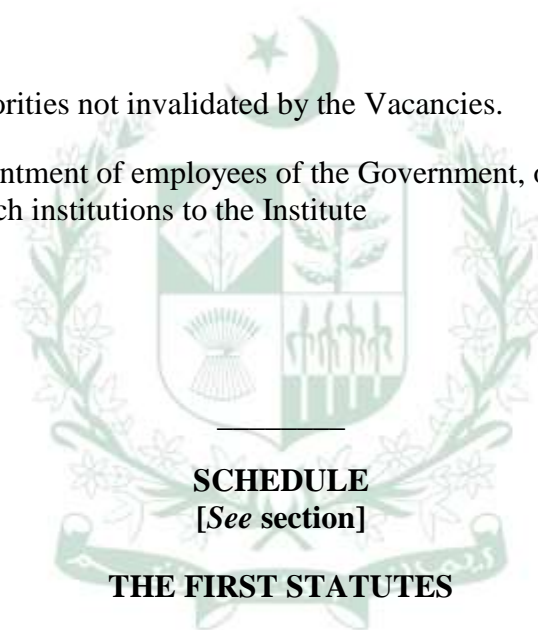 orities not invalidated by the Vacancies.
ntment of employees of the Government, o
ch institutions to the Institute
SCHEDULE
[See section]
THE FIRST STATUTES